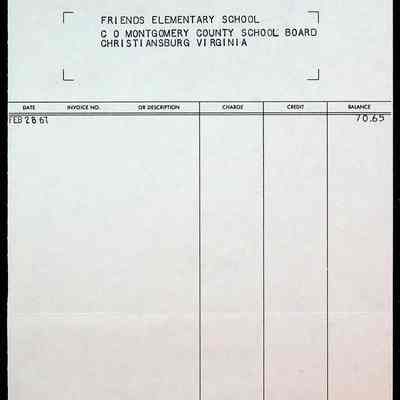 FRIENDS ELEMENTARY SCHOOL
C O MONTGOMERY COUNTY SCHOOL BOARD
CHRISTIANSBURG VIRGINIA
DATE INVOICE NO. OR DESCRIPTION CHARGE CREDIT BALANCE
FEB 28 67 70.65